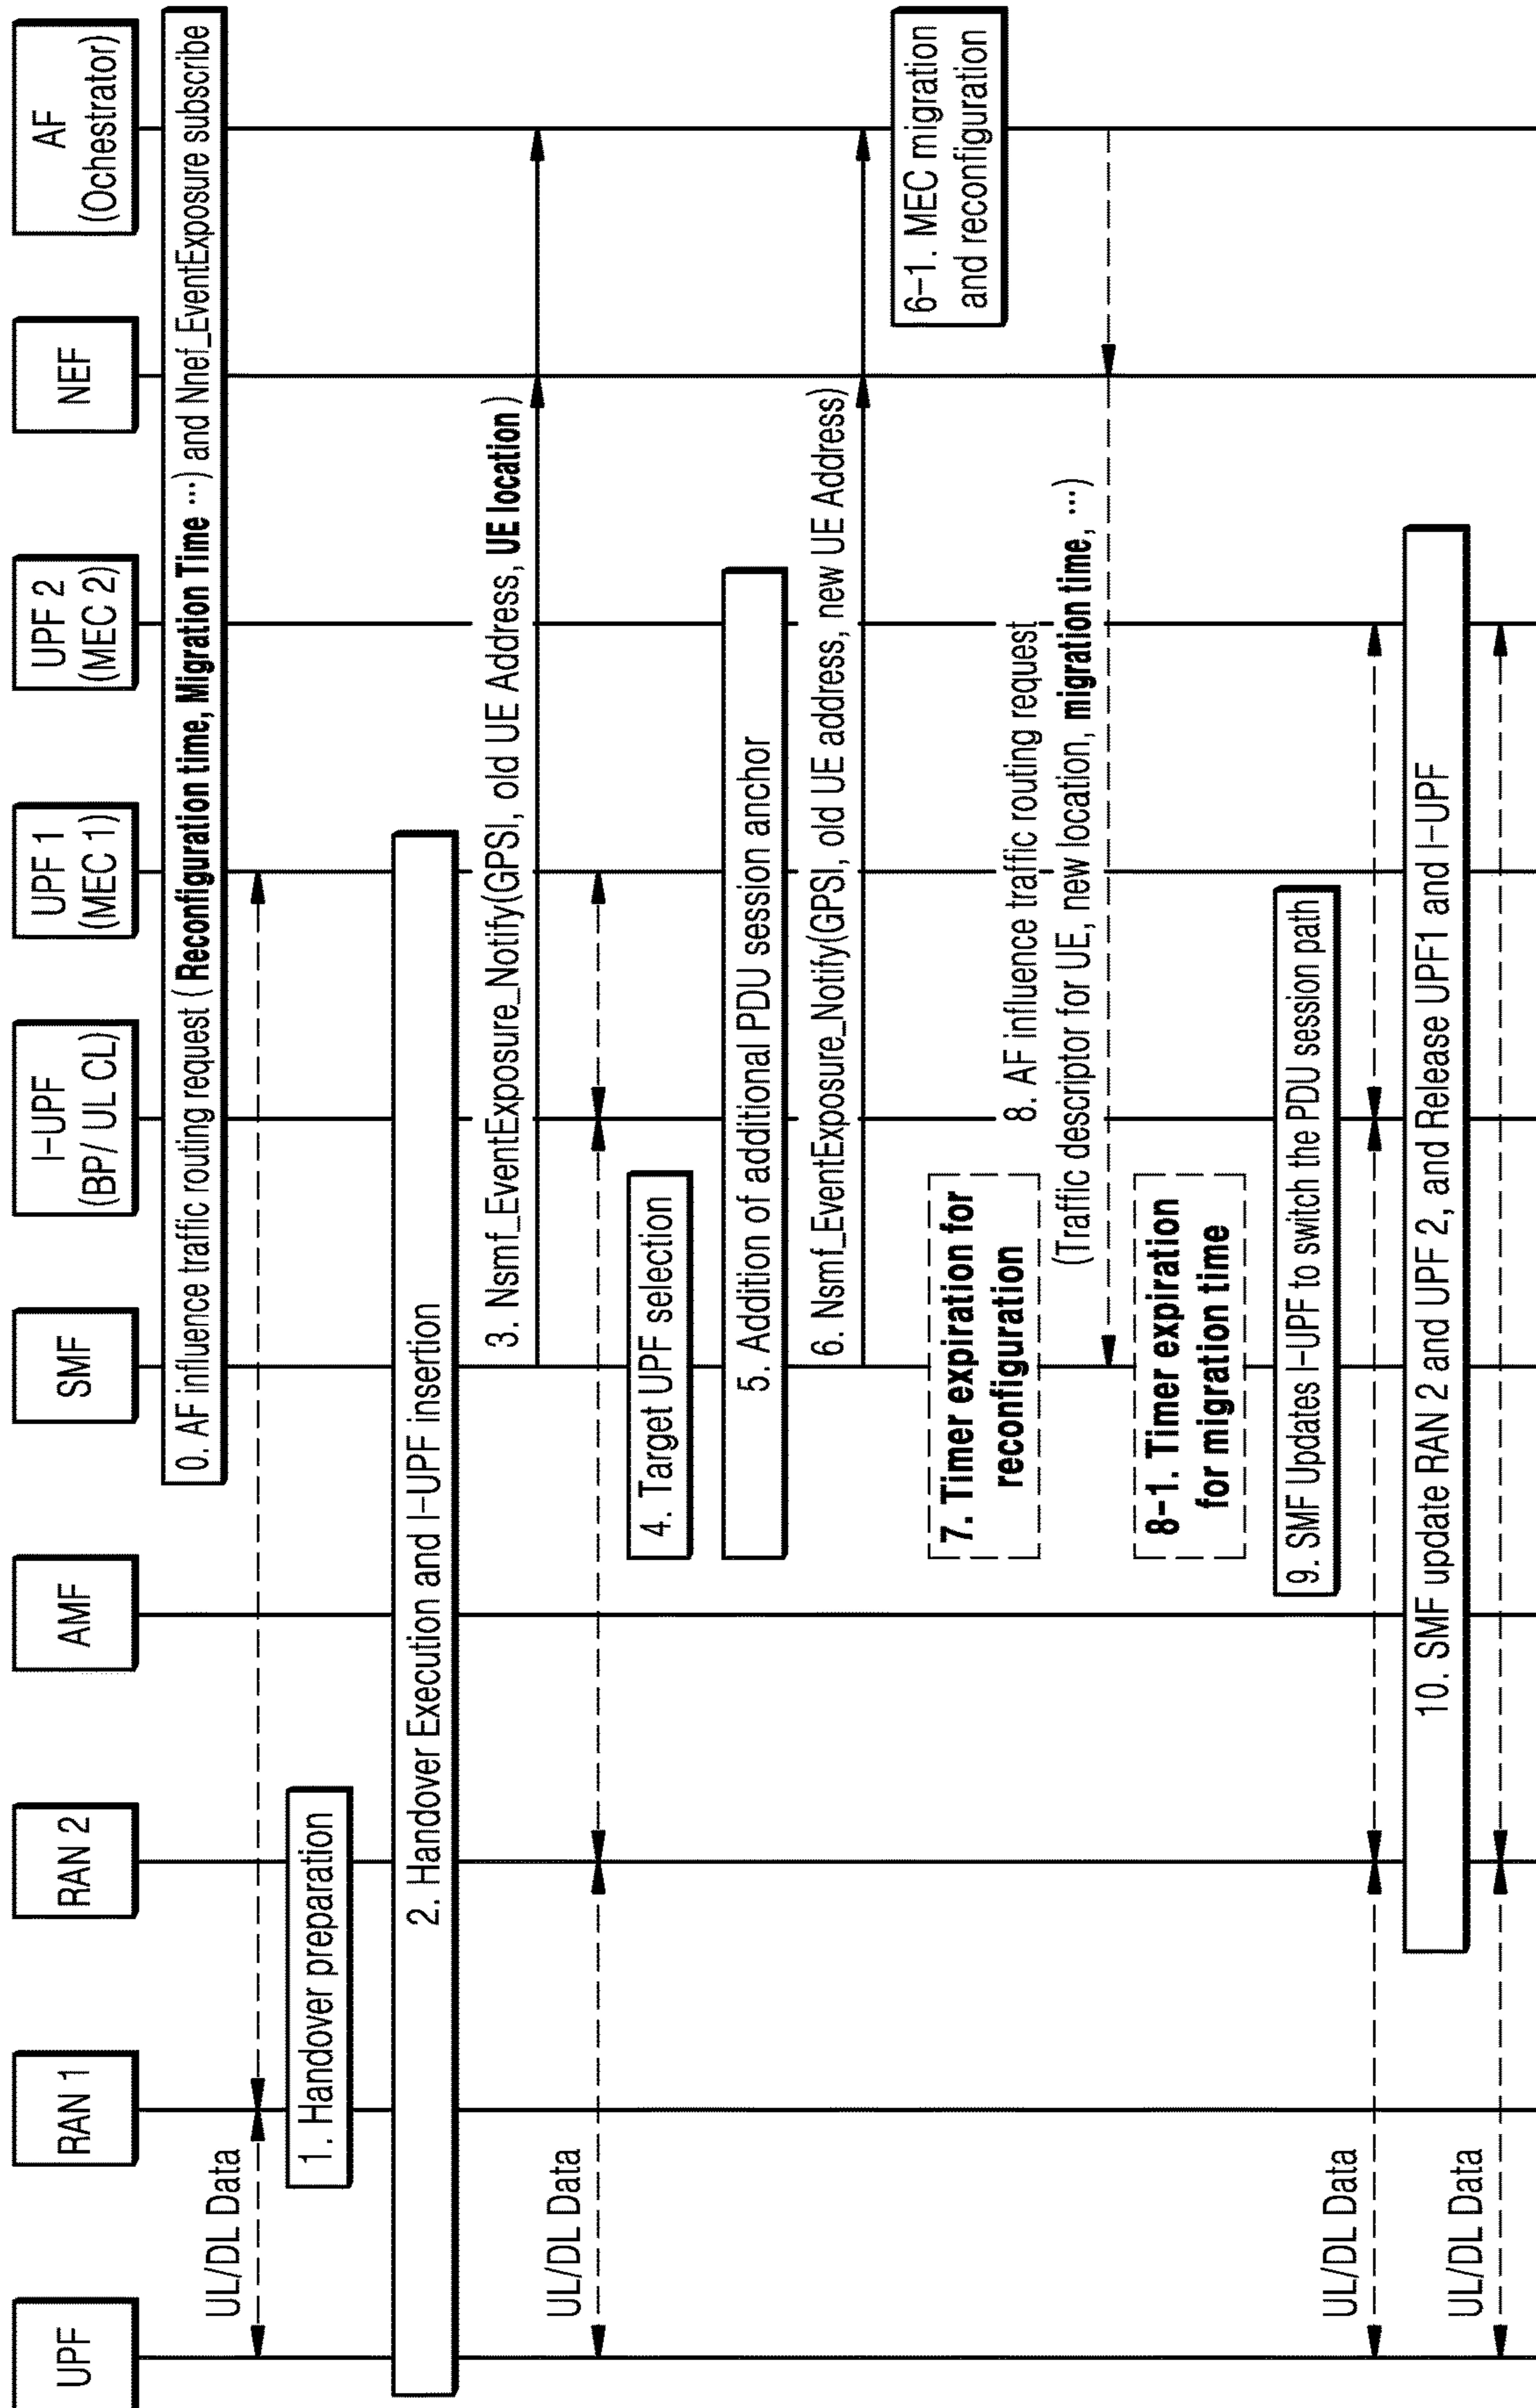 UPF
RAN 1
RAN 2
AMF
SMF
I-UPF
(BP/ UL CL)
UPF 1
(MEC 1)
UPF 2
(MEC 2)
NEF
AF
(Ochestrator)
0. AF influence traffic routing request ( Reconfiguration time, Migration Time ···) and Nnef_EventExposure subscribe
UL/DL Data
1. Handover preparation
2. Handover Execution and I-UPF insertion
3. Nsmf_EventExposure_Notify(GPSI, old UE Address, UE location)
UL/DL Data
4. Target UPF selection
5. Addition of additional PDU session anchor
6. Nsmf_EventExposure_Notify(GPSI, old UE address, new UE Address)
6-1. MEC migration
and reconfiguration
7. Timer expiration for
reconfiguration
8. AF influence traffic routing request
(Traffic descriptor for UE, new location, migration time, ···)
8-1. Timer expiration
for migration time
9. SMF Updates I-UPF to switch the PDU session path
UL/DL Data
10. SMF update RAN 2 and UPF 2, and Release UPF1 and I-UPF
UL/DL Data